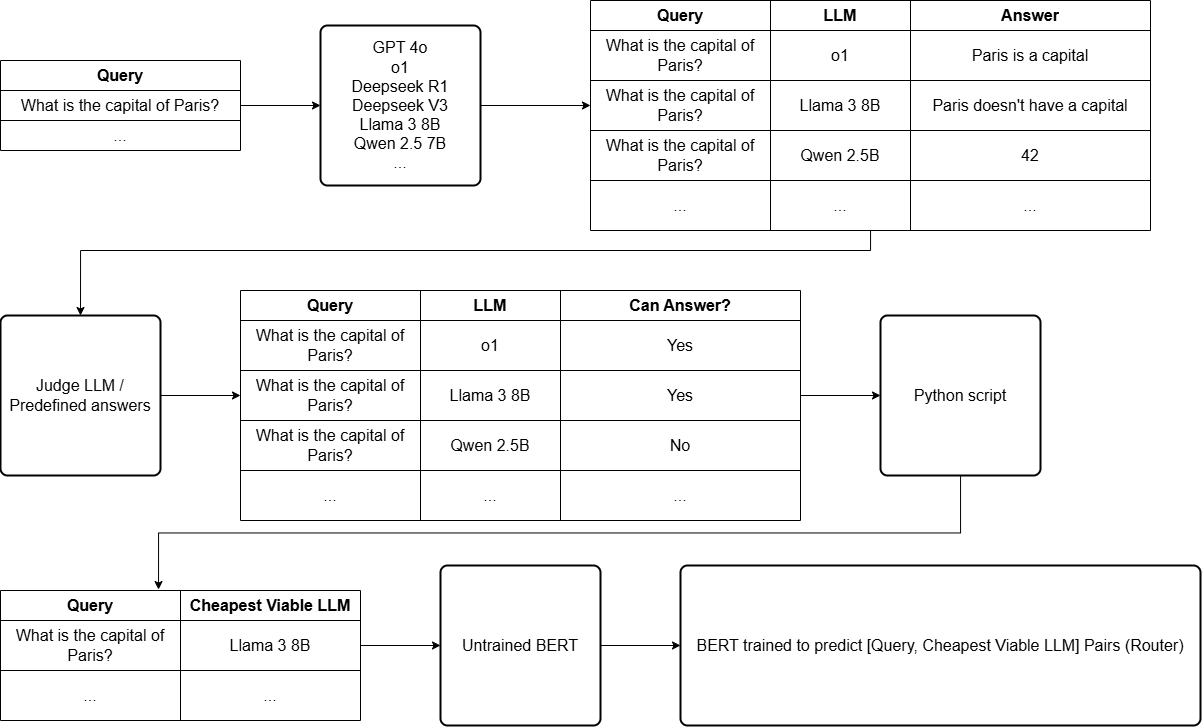 Query
What is the capital of Paris?
...
GPT 4o
o1
Deepseek R1
Deepseek V3
Llama 3 8B
Qwen 2.5 7B
...
Query LLM Answer
What is the capital of
Paris?
o1
Paris is a capital
What is the capital of
Paris?
Llama 3 8B
Paris doesn't have a capital
What is the capital of
Paris?
Qwen 2.5B
42
... ... ...
Judge LLM /
Predefined answers
Query LLM Can Answer?
What is the capital of
Paris?
o1
Yes
What is the capital of
Paris?
Llama 3 8B
Yes
What is the capital of
Paris?
Qwen 2.5B
No
... ... ...
Python script
Query Cheapest Viable LLM
What is the capital of
Paris?
Llama 3 8B
... ...
Untrained BERT
BERT trained to predict [Query, Cheapest Viable LLM] Pairs (Router)